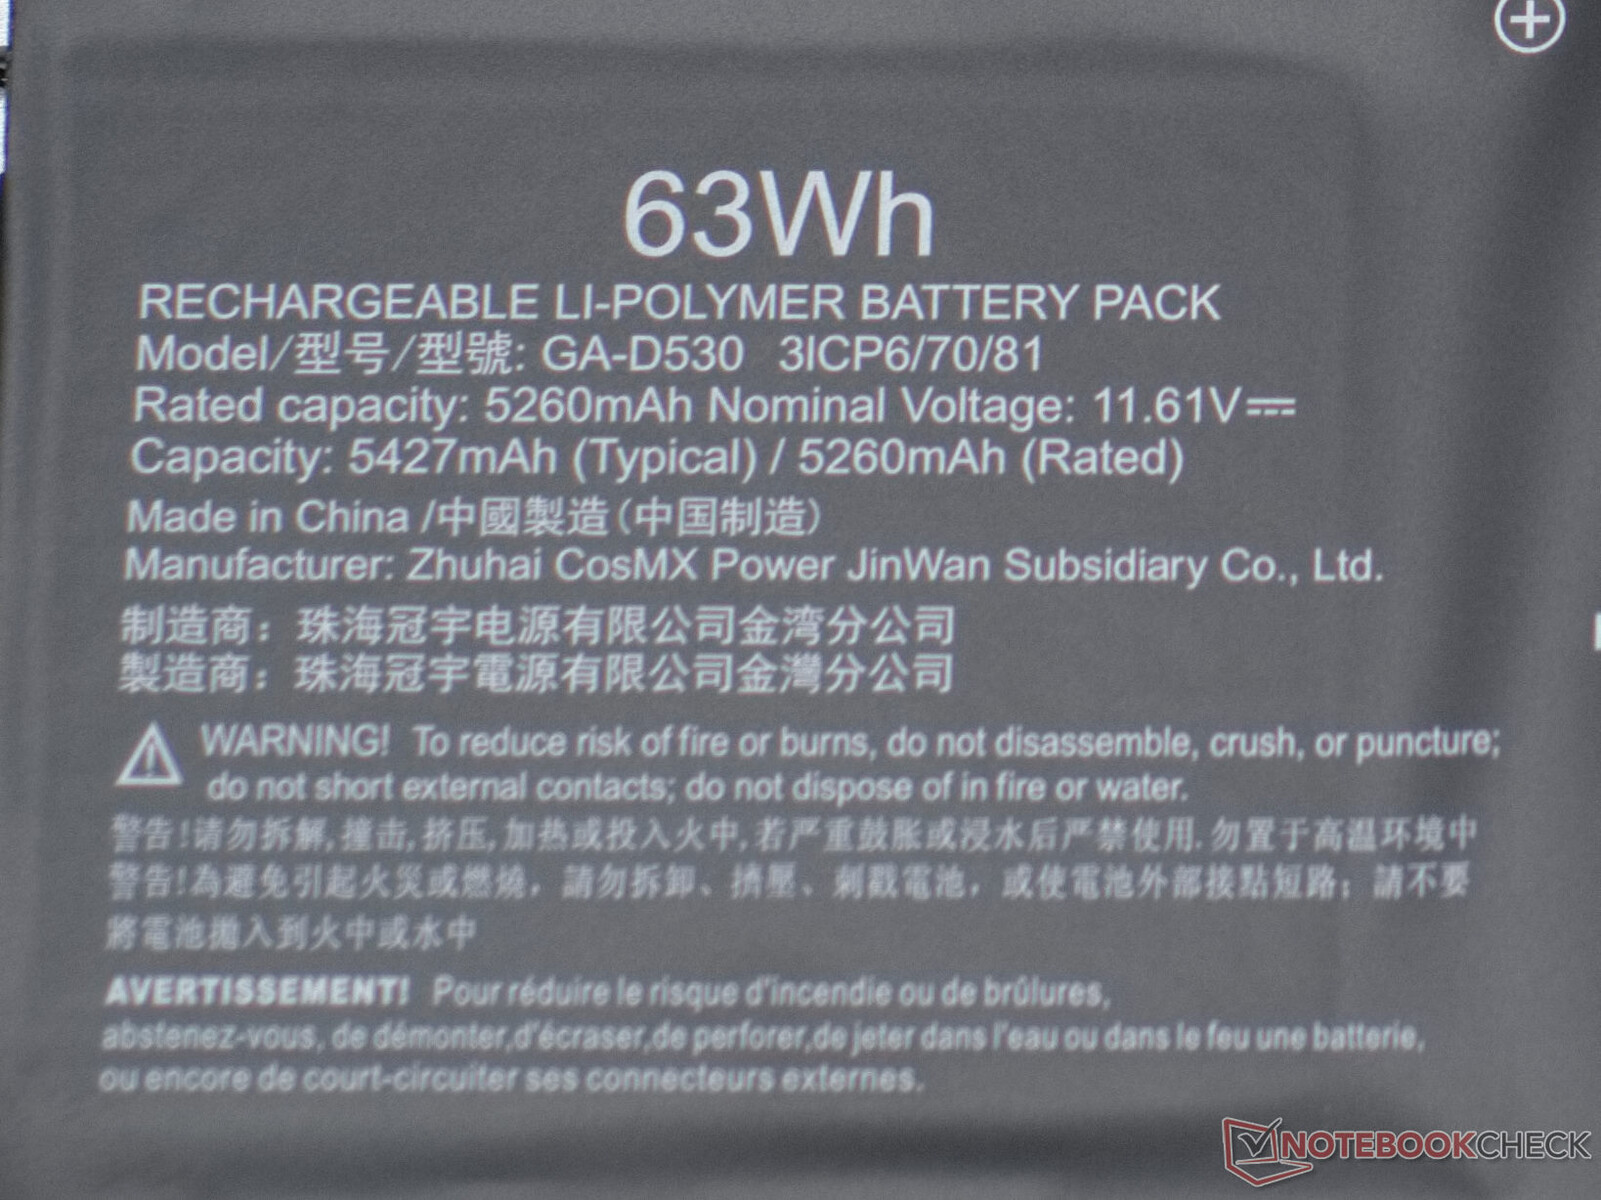 63Wh
RECHARGEABLE LI-POLYMER BATTERY PACK
Model/型号/型號: GA-D530 3ICP6/70/81
Rated capacity: 5260mAh Nominal Voltage: 11.61V⎓
Capacity: 5427mAh (Typical) / 5260mAh (Rated)
Made in China /中國製造(中国制造)
Manufacturer: Zhuhai CosMX Power JinWan Subsidiary Co., Ltd.
制造商：珠海冠宇电源有限公司金湾分公司
製造商：珠海冠宇電源有限公司金灣分公司
WARNING! To reduce risk of fire or burns, do not disassemble, crush, or puncture;
do not short external contacts; do not dispose of in fire or water.
警告!请勿拆解,撞击,挤压,加热或投入火中,若严重鼓胀或浸水后严禁使用.勿置于高温环境中
警告!為避免引起火災或燃燒，請勿拆卸、擠壓、刺戳電池，或使電池外部接點短路；請不要
將電池拋入到火中或水中
AVERTISSEMENT! Pour réduire le risque d'incendie ou de brûlures,
abstenez-vous, de démonter,d'écraser,de perforer,de jeter dans l'eau ou dans le feu une batterie,
ou encore de court-circuiter ses connecteurs externes.
NOTEBOOKCHECK